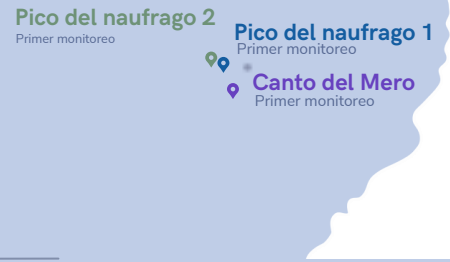 Pico del naufrago 2
Primer monitoreo
Pico del naufrago 1
Primer monitoreo
Canto del Mero
Primer monitoreo